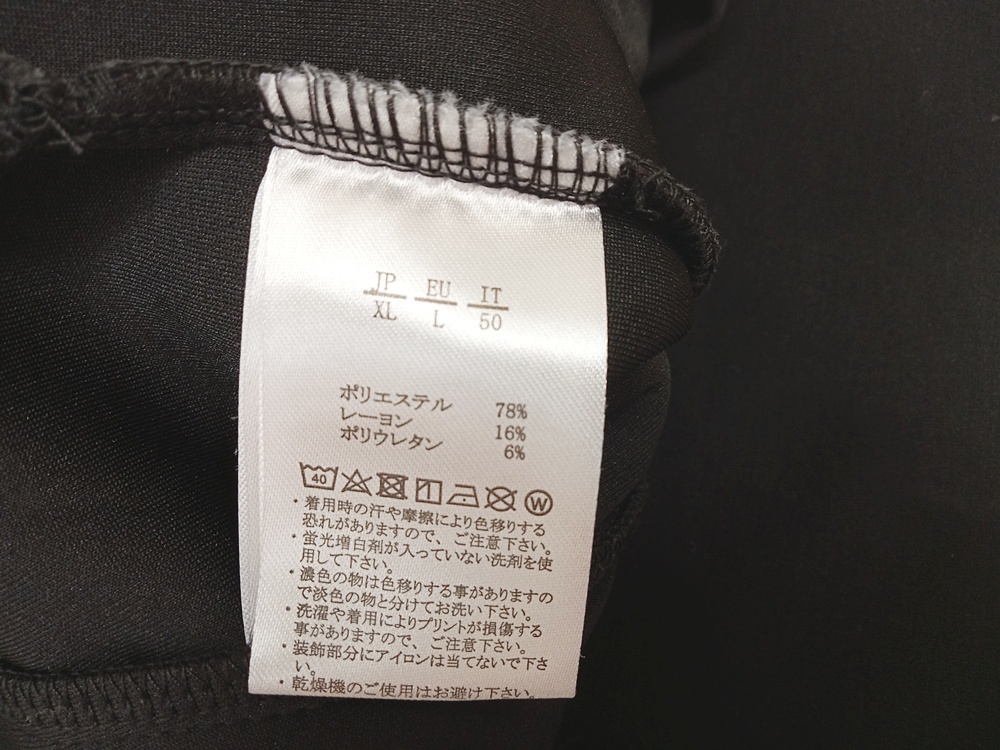 JP EU IT
XL L 50
ポリエステル 78%
レーヨン 16%
ポリウレタン 6%
40 W
・着用時の汗や摩擦により色移りする
恐れがありますので、ご注意下さい。
・蛍光増白剤が入っていない洗剤を使
用して下さい。
・濃色の物は色移りする事がありますの
で淡色の物と分けてお洗い下さい。
・洗濯や着用によりプリントが損傷する
事がありますので、ご注意下さい。
・装飾部分にアイロンは当てないで下さ
い。
・乾燥機のご使用はお避け下さい。